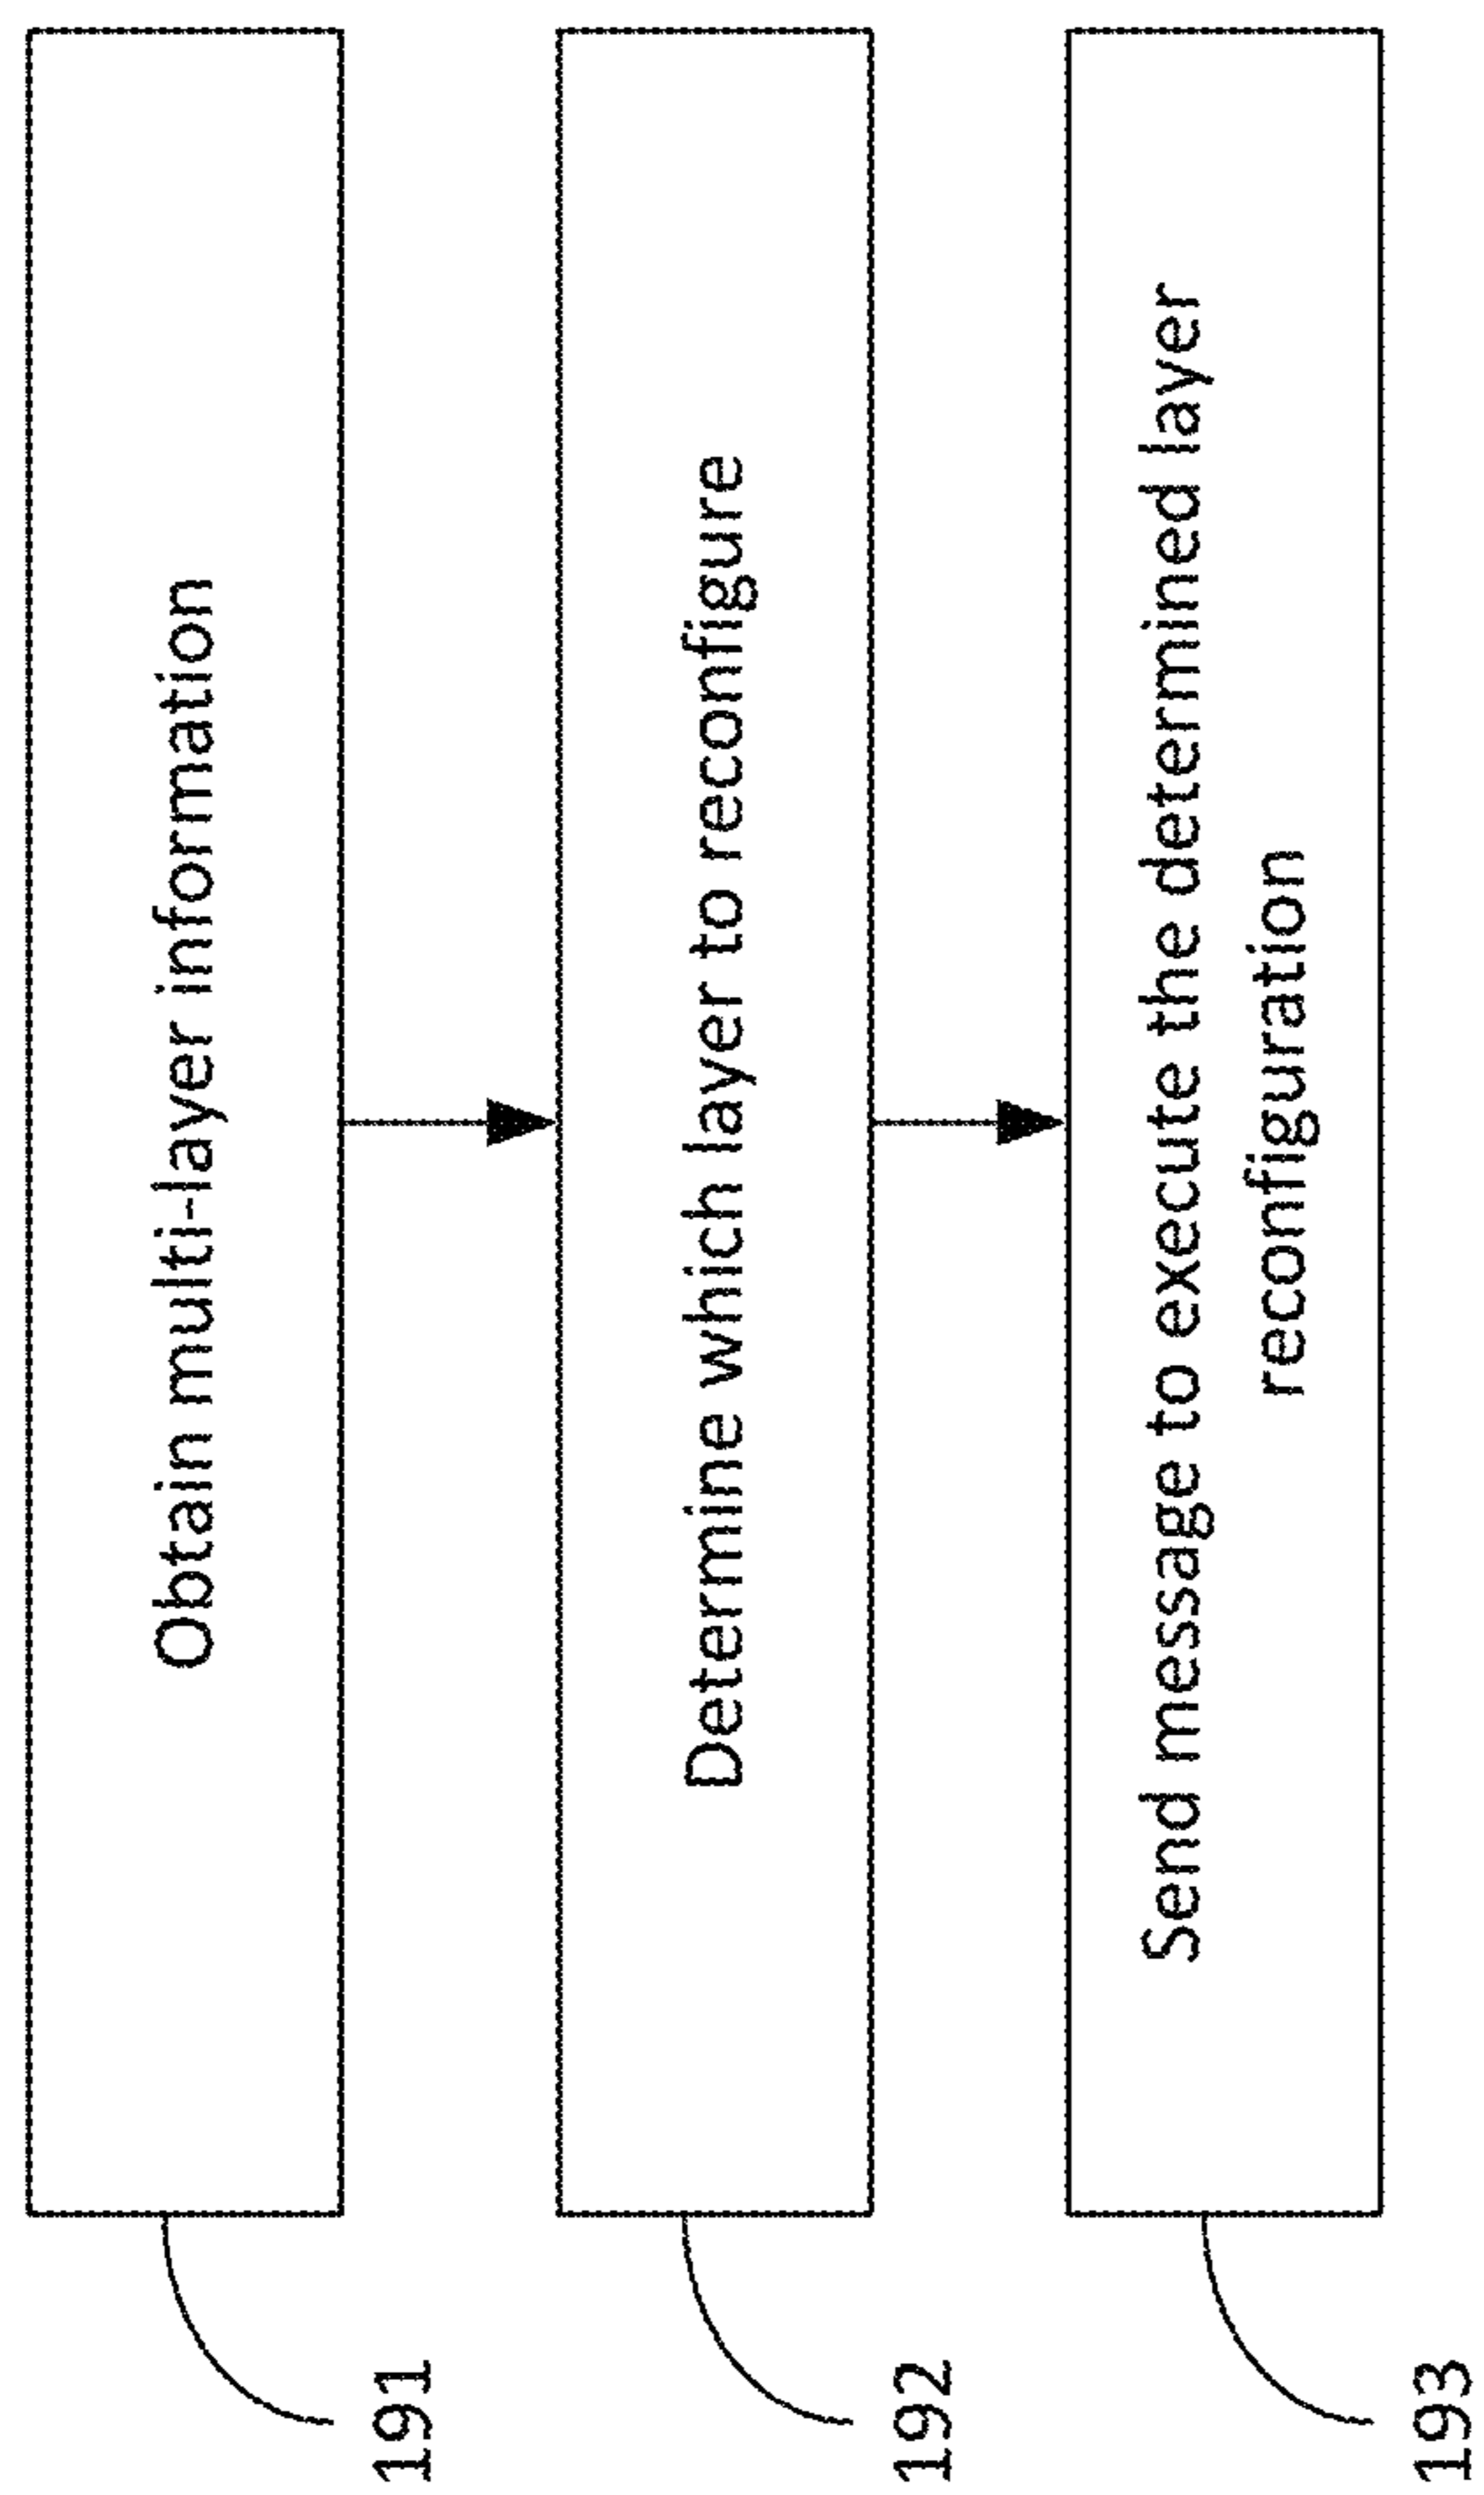 Obtain multi-layer information
191
Determine which layer to reconfigure
192
Send message to execute the determined layer
reconfiguration
193